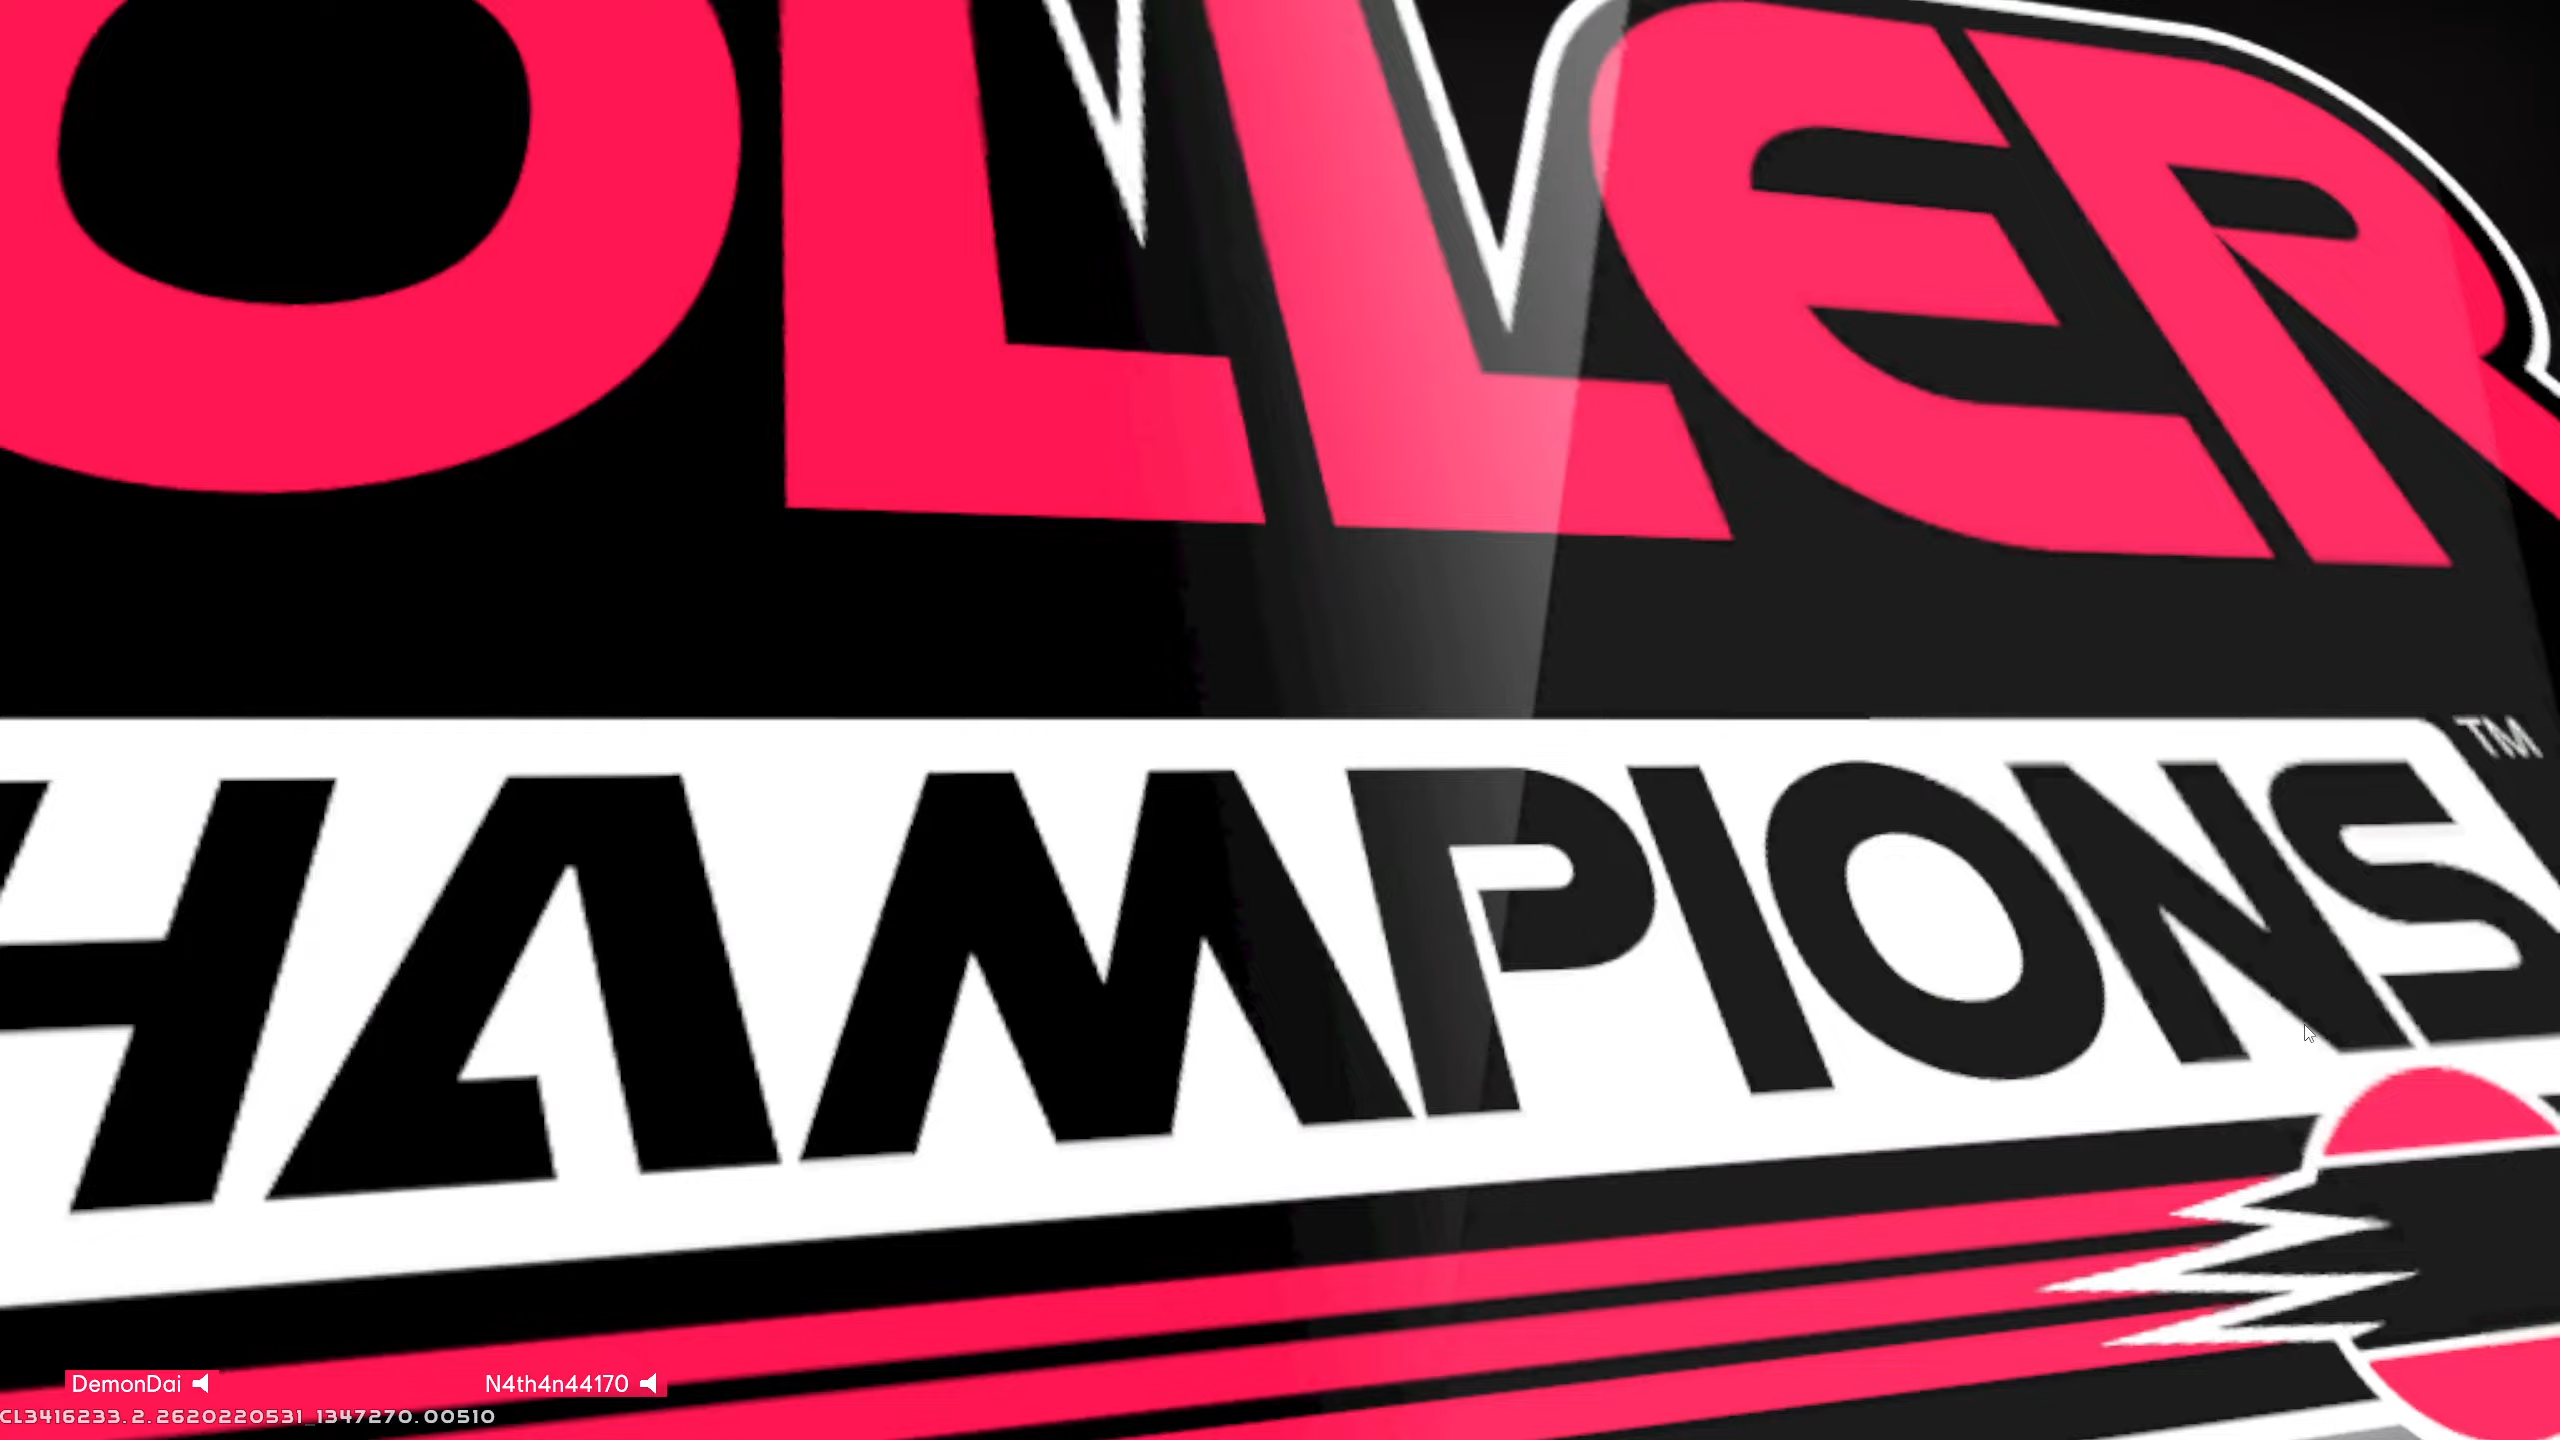 OLLER
HAMPIONS TM
DemonDai
N4th4n44170
CL3416233.2.2620220531_1347270.00510